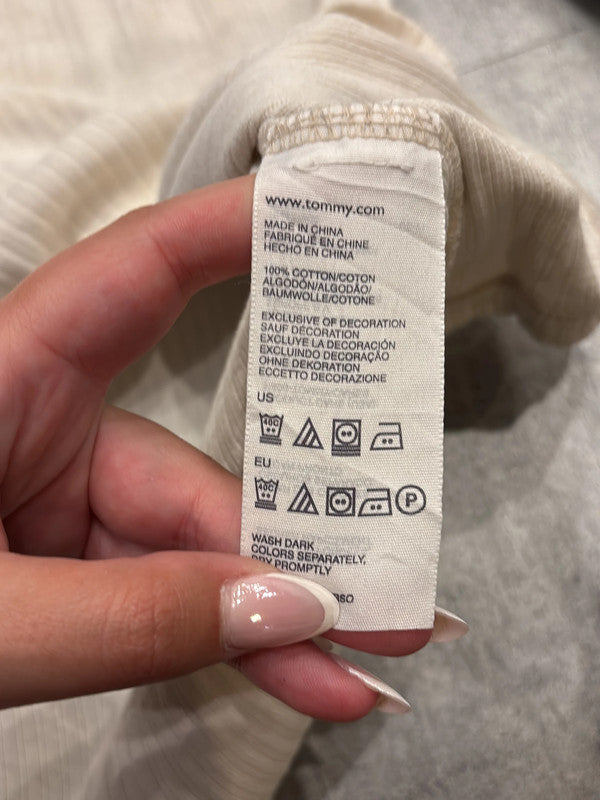 www.tommy.com
MADE IN CHINA
FABRIQUÉ EN CHINE
HECHO EN CHINA
100% COTTON/COTON
ALGODÓN/ALGODÃO/
BAUMWOLLE/COTONE
EXCLUSIVE OF DECORATION
SAUF DÉCORATION
EXCLUYE LA DECORACIÓN
EXCLUINDO DECORAÇÃO
OHNE DEKORATION
ECCETTO DECORAZIONE
US
40C
EU
40C
P
WASH DARK
COLORS SEPARATELY,
DRY PROMPTLY